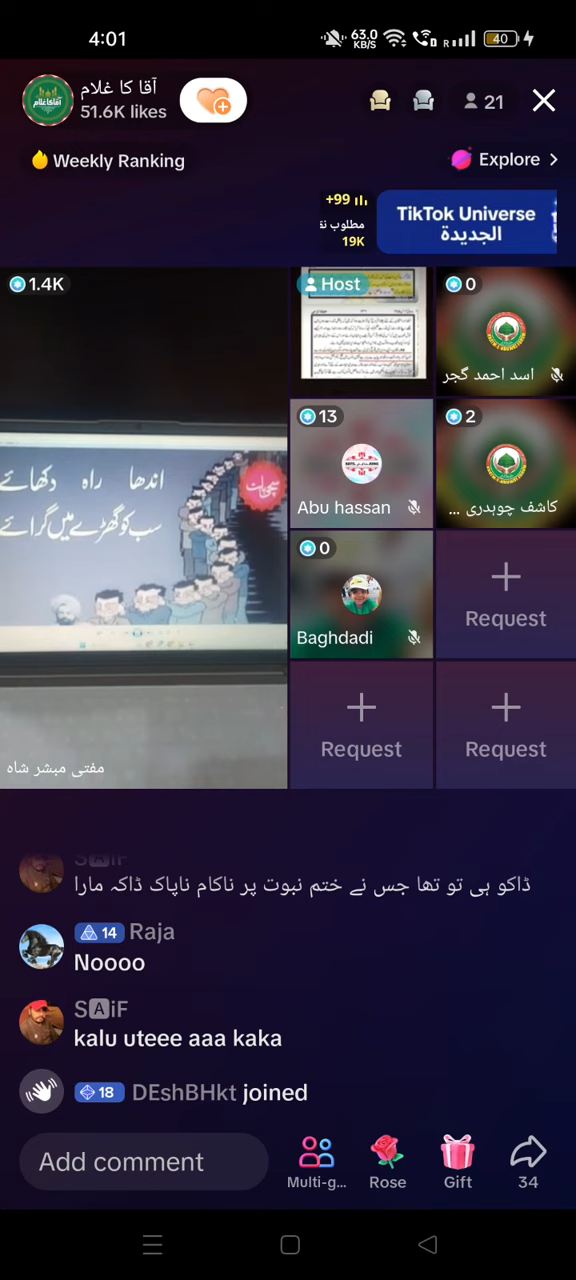 4:01
63.0
KB/S
R
40
آقا کا غلام
51.6K likes
21
Weekly Ranking
Explore
+99
19K
TikTok Universe
الجديدة
1.4K
Host
0
اسد احمد گجر
اندھا راہ دکھائے
سب کو گھڑے میں گرائے
13
Abu hassan
2
کاشف چوہدری ...
0
Baghdadi
Request
Request
Request
مفتی مبشر شاہ
ڈاکو ہی تو تھا جس نے ختم نبوت پر ناکام ناپاک ڈاکہ مارا
14 Raja
Noooo
SAiF
kalu uteee aaa kaka
18 DEshBHkt joined
Add comment
Multi-g...
Rose
Gift
34